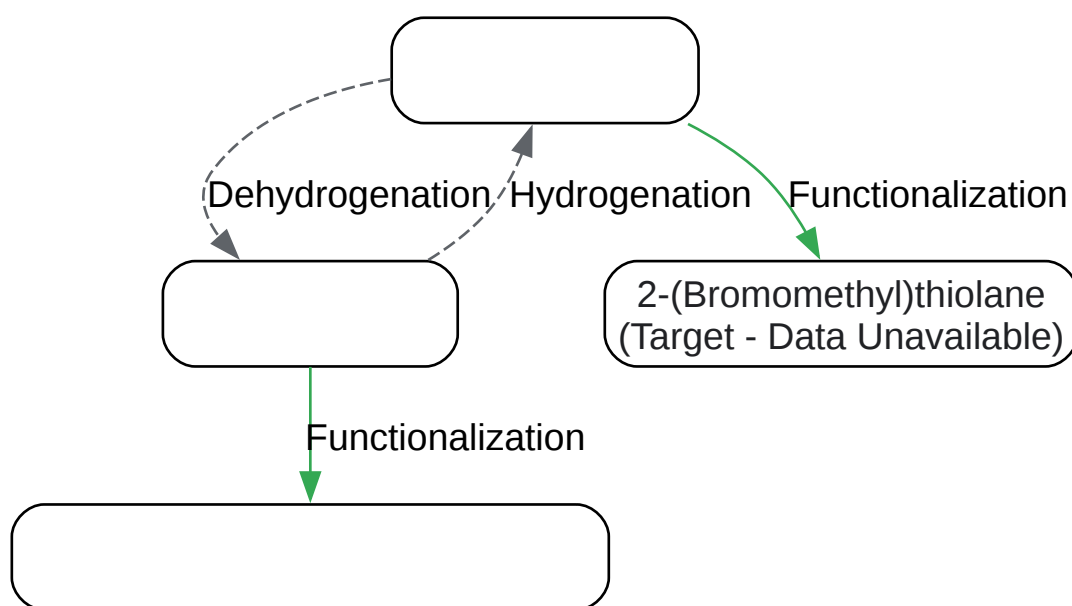 Dehydrogenation
Hydrogenation
Functionalization
2-(Bromomethyl)thiolane
(Target - Data Unavailable)
Functionalization